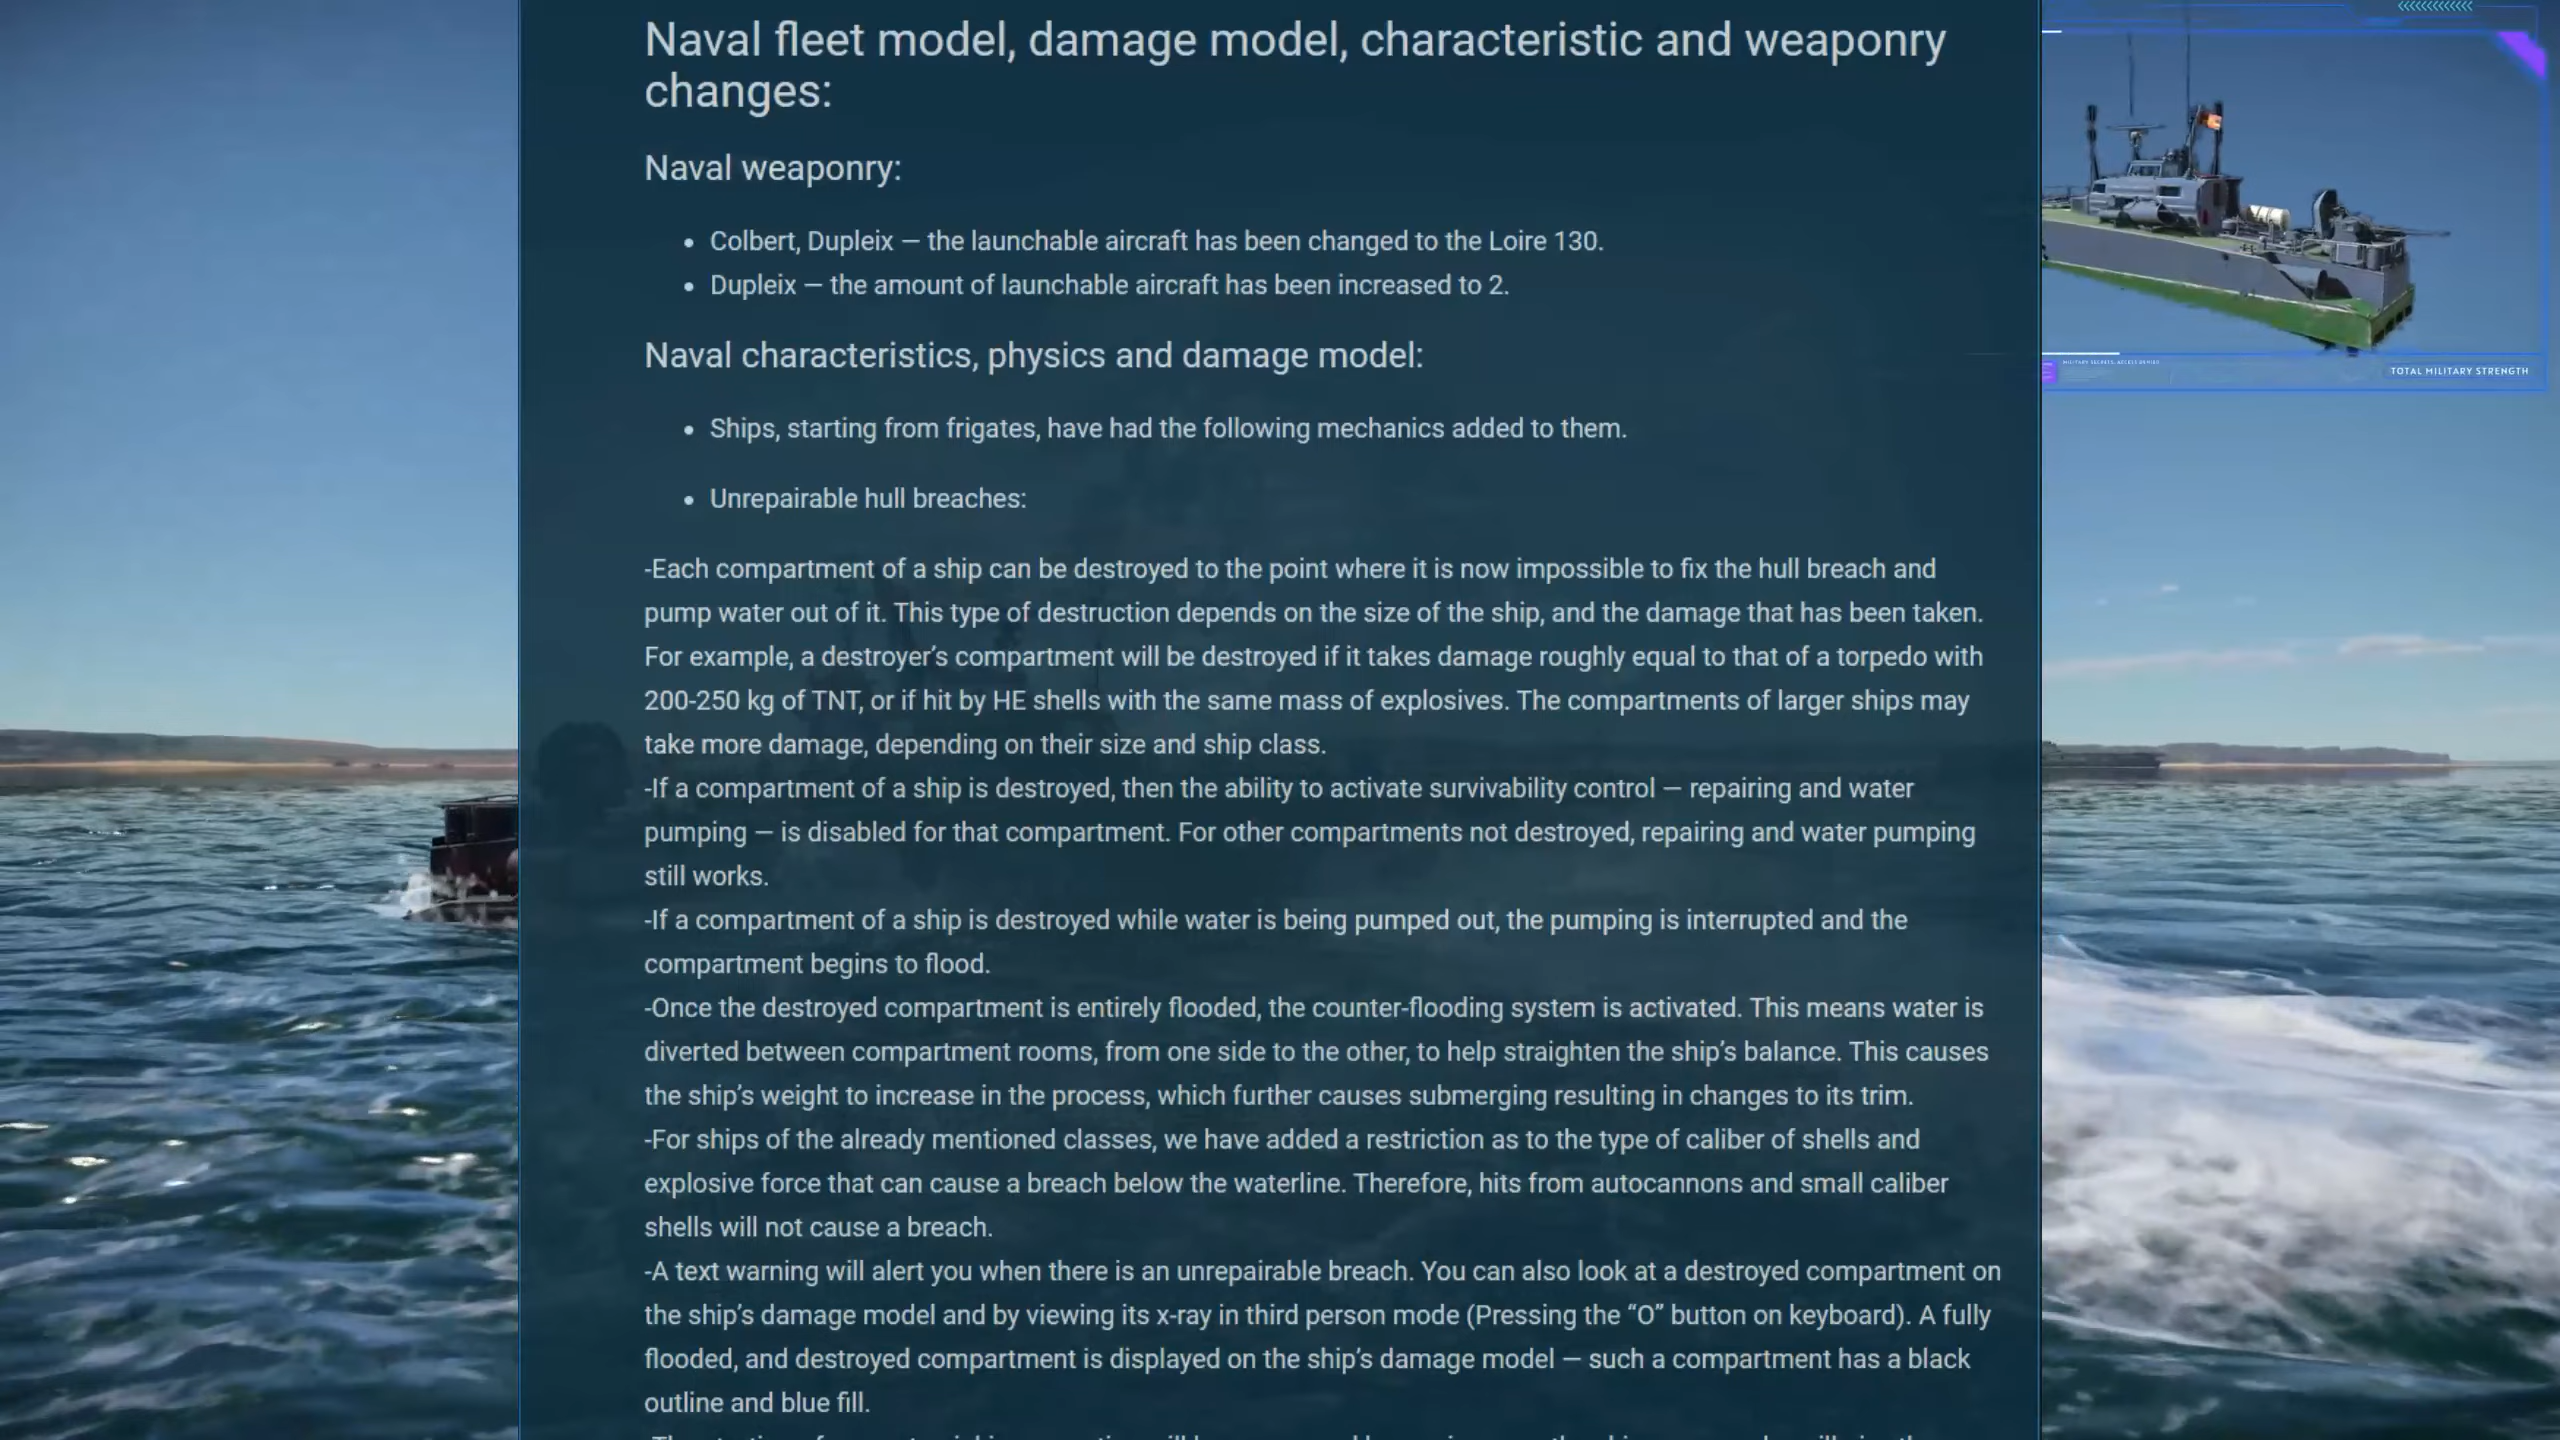 Naval fleet model, damage model, characteristic and weaponry
changes:
Naval weaponry:
• Colbert, Dupleix — the launchable aircraft has been changed to the Loire 130.
• Dupleix — the amount of launchable aircraft has been increased to 2.
Naval characteristics, physics and damage model:
• Ships, starting from frigates, have had the following mechanics added to them.
• Unrepairable hull breaches:
-Each compartment of a ship can be destroyed to the point where it is now impossible to fix the hull breach and
pump water out of it. This type of destruction depends on the size of the ship, and the damage that has been taken.
For example, a destroyer’s compartment will be destroyed if it takes damage roughly equal to that of a torpedo with
200-250 kg of TNT, or if hit by HE shells with the same mass of explosives. The compartments of larger ships may
take more damage, depending on their size and ship class.
-If a compartment of a ship is destroyed, then the ability to activate survivability control — repairing and water
pumping — is disabled for that compartment. For other compartments not destroyed, repairing and water pumping
still works.
-If a compartment of a ship is destroyed while water is being pumped out, the pumping is interrupted and the
compartment begins to flood.
-Once the destroyed compartment is entirely flooded, the counter-flooding system is activated. This means water is
diverted between compartment rooms, from one side to the other, to help straighten the ship’s balance. This causes
the ship’s weight to increase in the process, which further causes submerging resulting in changes to its trim.
-For ships of the already mentioned classes, we have added a restriction as to the type of caliber of shells and
explosive force that can cause a breach below the waterline. Therefore, hits from autocannons and small caliber
shells will not cause a breach.
-A text warning will alert you when there is an unrepairable breach. You can also look at a destroyed compartment on
the ship’s damage model and by viewing its x-ray in third person mode (Pressing the “O” button on keyboard). A fully
flooded, and destroyed compartment is displayed on the ship’s damage model — such a compartment has a black
outline and blue fill.
MILITARY SECRETS, ACCESS DENIED
TOTAL MILITARY STRENGTH